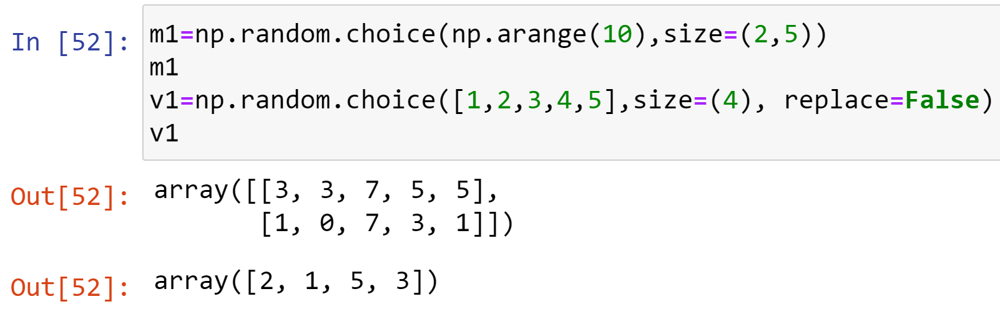 In [52]: m1=np.random.choice(np.arange(10),size=(2,5))
m1
v1=np.random.choice([1,2,3,4,5],size=(4), replace=False)
v1
Out[52]: array([[3, 3, 7, 5, 5],
       [1, 0, 7, 3, 1]])
Out[52]: array([2, 1, 5, 3])